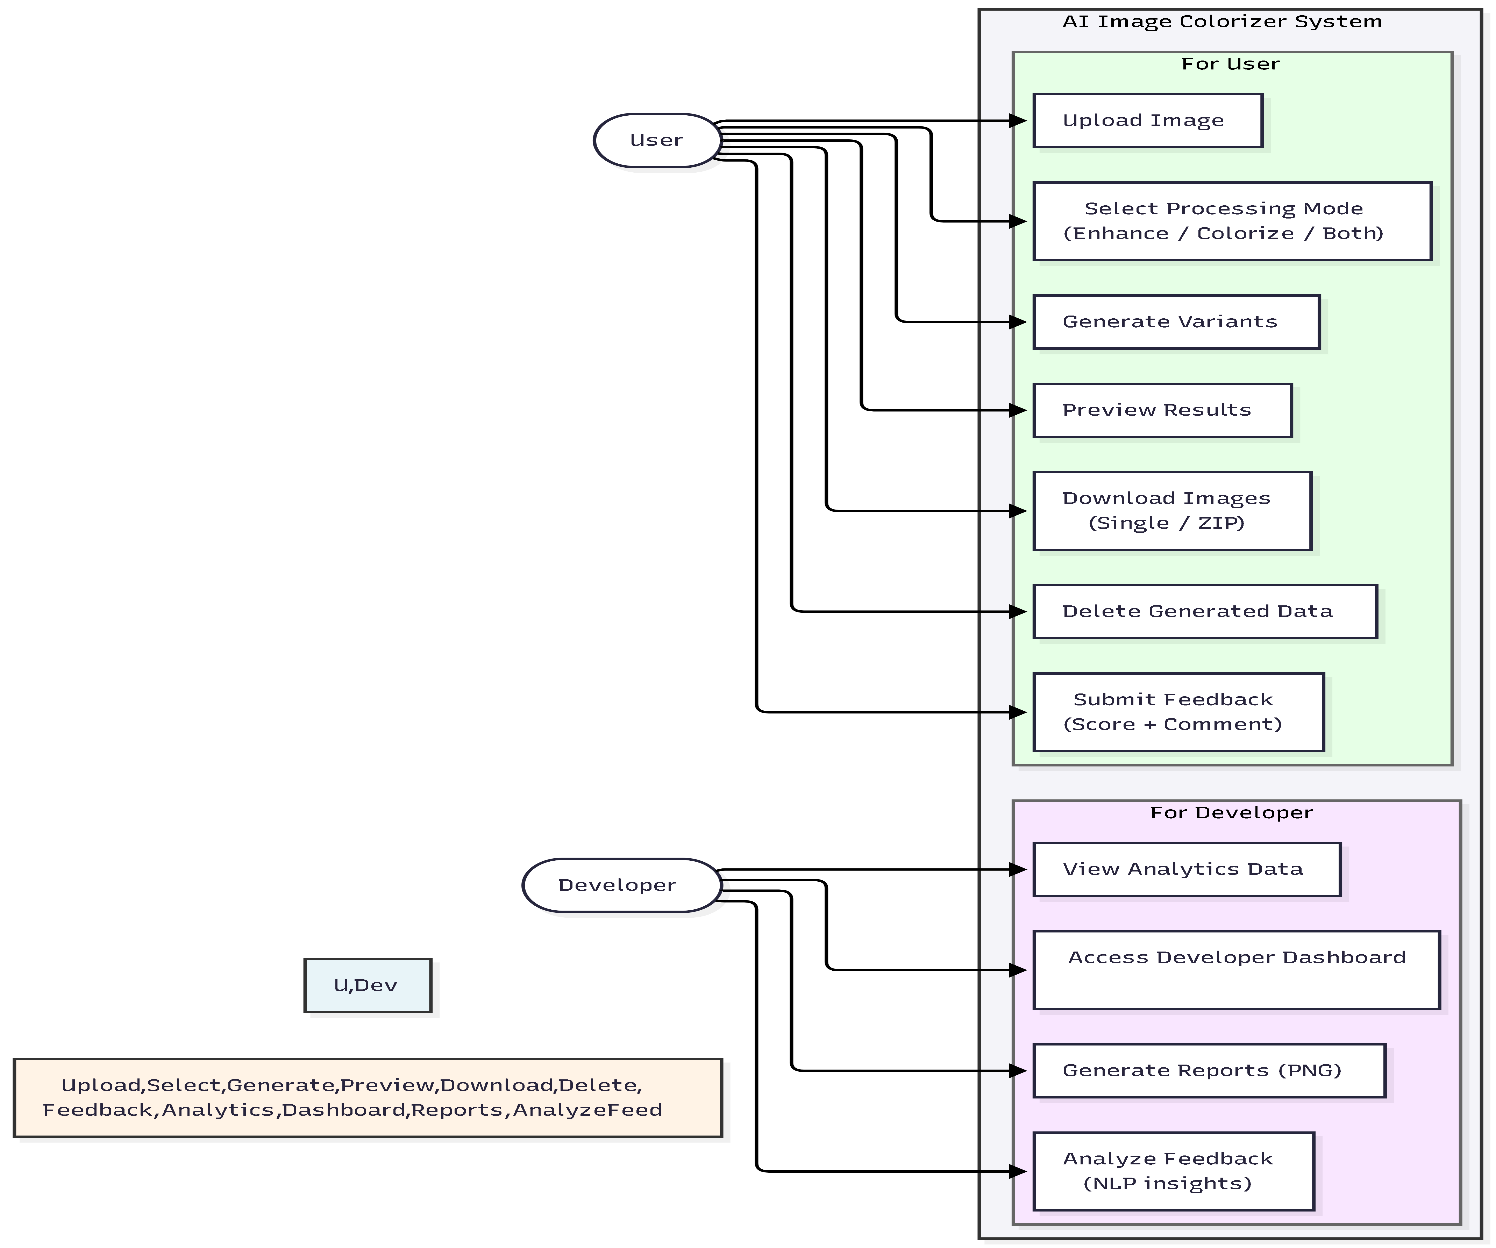 AI Image Colorizer System
For User
User
Upload Image
Select Processing Mode
(Enhance / Colorize / Both)
Generate Variants
Preview Results
Download Images
(Single / ZIP)
Delete Generated Data
Submit Feedback
(Score + Comment)
For Developer
Developer
View Analytics Data
Access Developer Dashboard
Generate Reports (PNG)
Analyze Feedback
(NLP insights)
U,Dev
Upload,Select,Generate,Preview,Download,Delete,
Feedback,Analytics,Dashboard,Reports,AnalyzeFeed